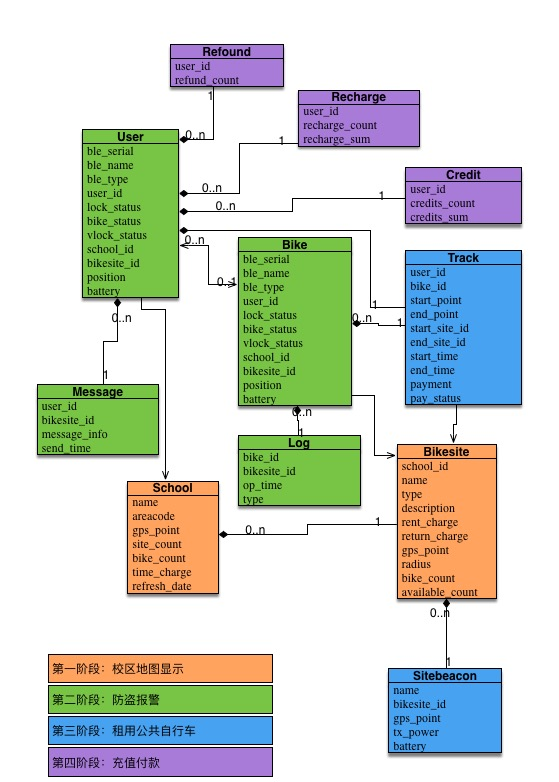 Refound
user_id
refund_count
1
Recharge
user_id
recharge_count
recharge_sum
1
User
ble_serial
ble_name
ble_type
user_id
lock_status
bike_status
vlock_status
school_id
bikesite_id
position
battery
0..n
0..n
0..n
0..n
0..n
Credit
user_id
credits_count
credits_sum
1
Bike
ble_serial
ble_name
ble_type
user_id
lock_status
bike_status
vlock_status
school_id
bikesite_id
position
battery
0..1
0..n
0..n
Track
user_id
bike_id
start_point
end_point
start_site_id
end_site_id
start_time
end_time
payment
pay_status
1
1
Message
user_id
bikesite_id
message_info
send_time
1
Log
bike_id
bikesite_id
op_time
type
1
Bikesite
school_id
name
type
description
rent_charge
return_charge
gps_point
radius
bike_count
available_count
1
0..n
School
name
areacode
gps_point
site_count
bike_count
time_charge
refresh_date
0..n
Sitebeacon
name
bikesite_id
gps_point
tx_power
battery
1
第一阶段：校区地图显示
第二阶段：防盗报警
第三阶段：租用公共自行车
第四阶段：充值付款